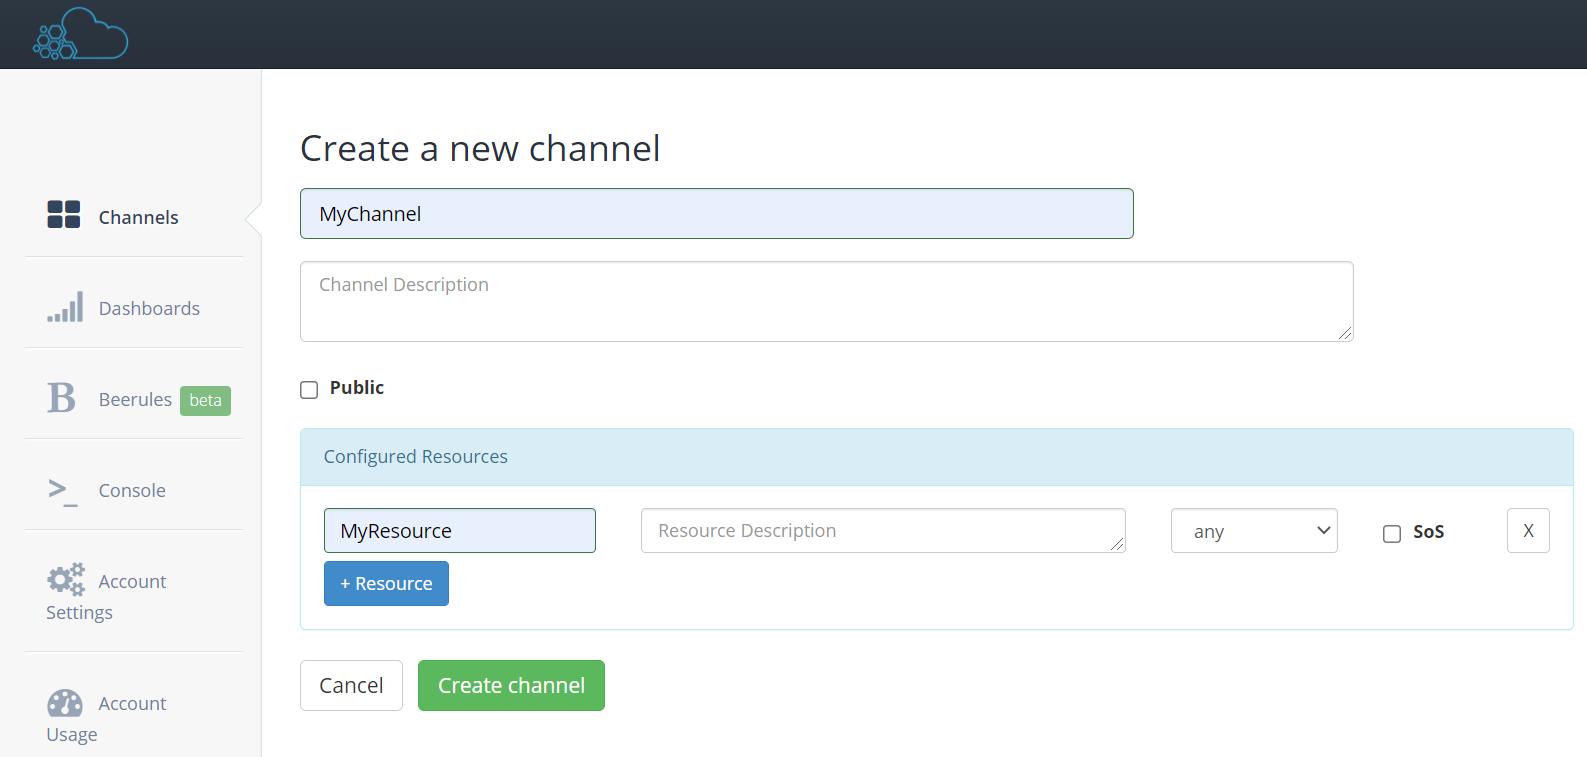 Create a new channel
MyChannel
Channel Description
Public
Configured Resources
MyResource Resource Description any SoS X
+ Resource
Cancel Create channel
Channels
Dashboards
B Beerules beta
>_ Console
Account
Settings
Account
Usage